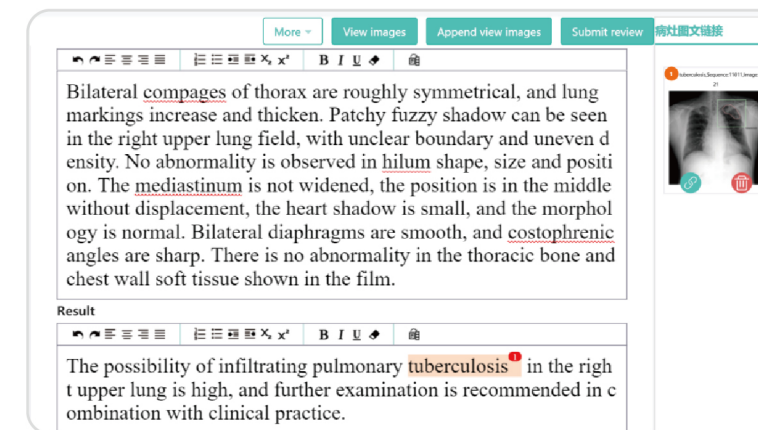 More
View images
Append view images
Submit review
病灶图文链接
Bilateral compages of thorax are roughly symmetrical, and lung
markings increase and thicken. Patchy fuzzy shadow can be seen
in the right upper lung field, with unclear boundary and uneven d
ensity. No abnormality is observed in hilum shape, size and positi
on. The mediastinum is not widened, the position is in the middle
without displacement, the heart shadow is small, and the morphol
ogy is normal. Bilateral diaphragms are smooth, and costophrenic
angles are sharp. There is no abnormality in the thoracic bone and
chest wall soft tissue shown in the film.
Result
The possibility of infiltrating pulmonary tuberculosis in the righ
t upper lung is high, and further examination is recommended in c
ombination with clinical practice.